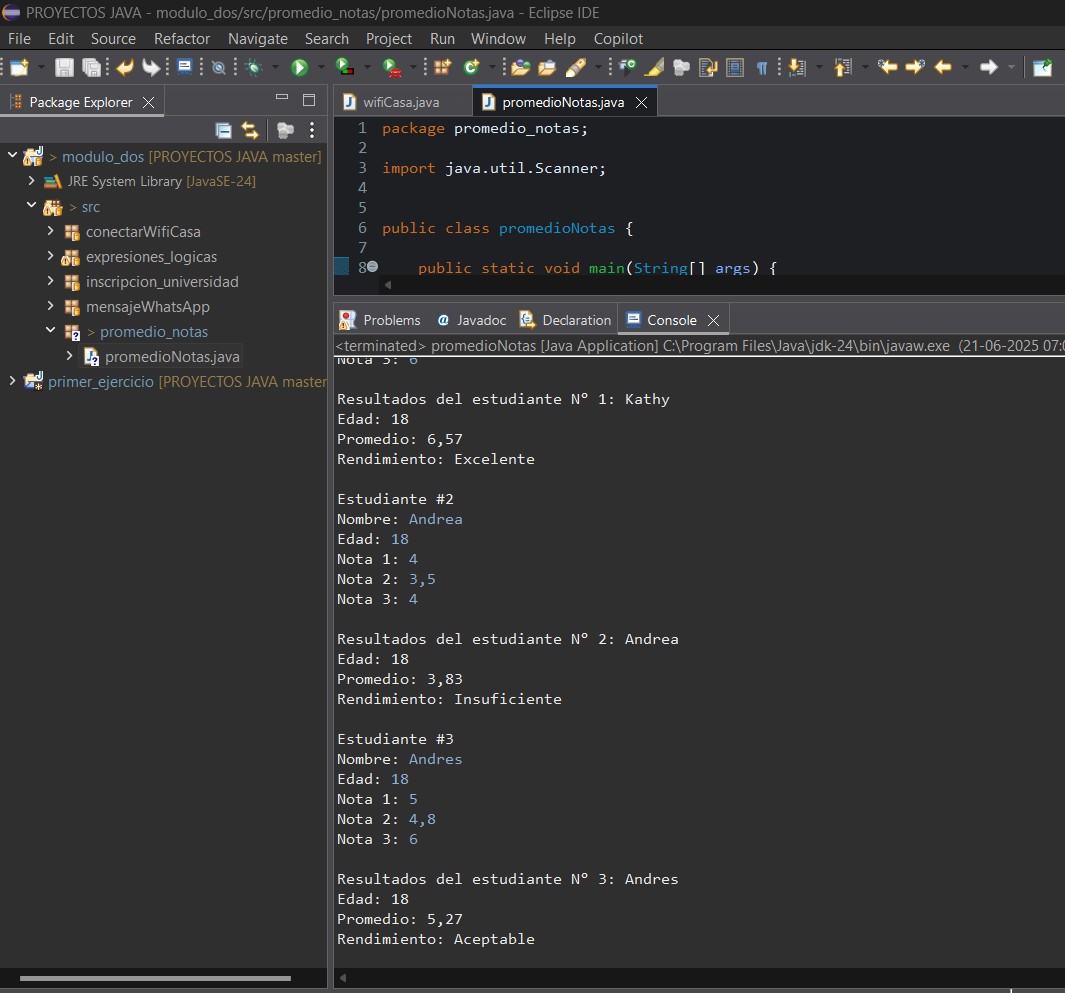 PROYECTOS JAVA - modulo_dos/src/promedio_notas/promedioNotas.java - Eclipse IDE
File Edit Source Refactor Navigate Search Project Run Window Help Copilot
Package Explorer
> modulo_dos [PROYECTOS JAVA master]
JRE System Library [JavaSE-24]
> src
conectarWifiCasa
expresiones_logicas
inscripcion_universidad
mensajeWhatsApp
> promedio_notas
promedioNotas.java
primer_ejercicio [PROYECTOS JAVA master
wifiCasa.java promedioNotas.java
1 package promedio_notas;
2
3 import java.util.Scanner;
4
5
6 public class promedioNotas {
7
8 public static void main(String[] args) {
Problems Javadoc Declaration Console
<terminated> promedioNotas [Java Application] C:\Program Files\Java\jdk-24\bin\javaw.exe (21-06-2025 07:0
Nota 3: 6
Resultados del estudiante N° 1: Kathy
Edad: 18
Promedio: 6,57
Rendimiento: Excelente
Estudiante #2
Nombre: Andrea
Edad: 18
Nota 1: 4
Nota 2: 3,5
Nota 3: 4
Resultados del estudiante N° 2: Andrea
Edad: 18
Promedio: 3,83
Rendimiento: Insuficiente
Estudiante #3
Nombre: Andres
Edad: 18
Nota 1: 5
Nota 2: 4,8
Nota 3: 6
Resultados del estudiante N° 3: Andres
Edad: 18
Promedio: 5,27
Rendimiento: Aceptable